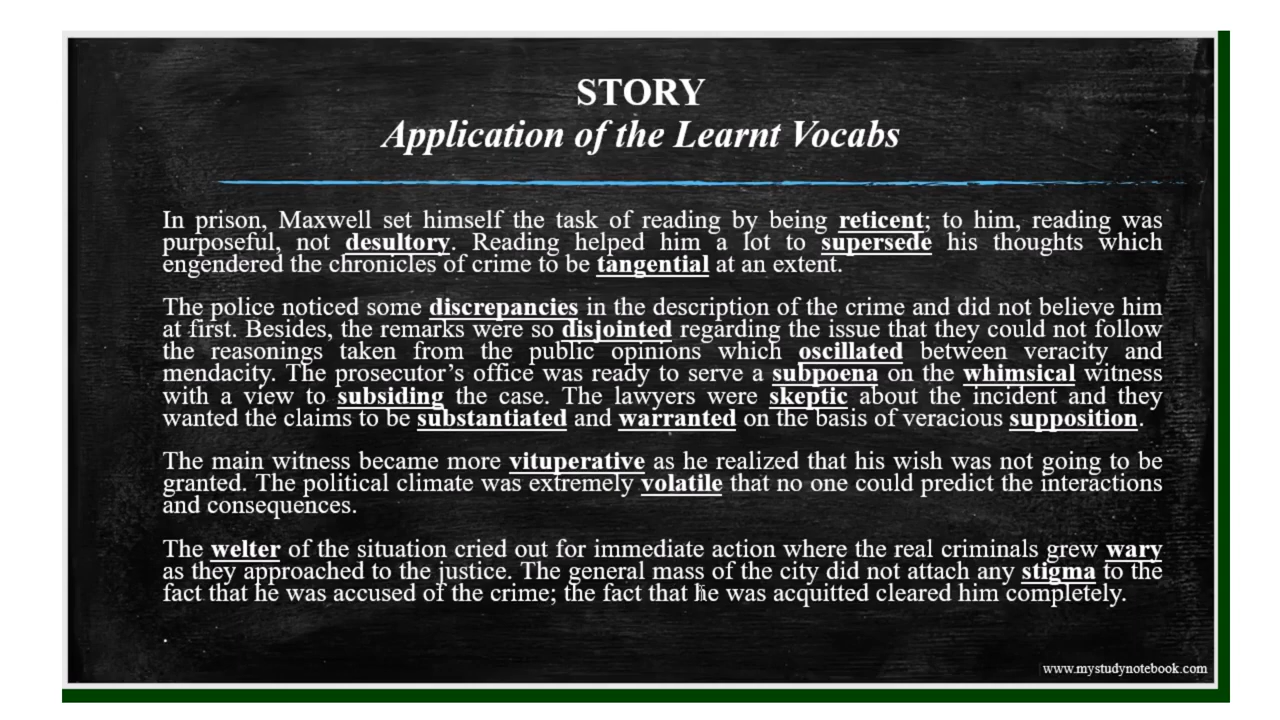 STORY
Application of the Learnt Vocabs
In prison, Maxwell set himself the task of reading by being reticent; to him, reading was
purposeful, not desultory. Reading helped him a lot to supersede his thoughts which
engendered the chronicles of crime to be tangential at an extent.
The police noticed some discrepancies in the description of the crime and did not believe him
at first. Besides, the remarks were so disjointed regarding the issue that they could not follow
the reasonings taken from the public opinions which oscillated between veracity and
mendacity. The prosecutor's office was ready to serve a subpoena on the whimsical witness
with a view to subsiding the case. The lawyers were skeptic about the incident and they
wanted the claims to be substantiated and warranted on the basis of veracious supposition.
The main witness became more vituperative as he realized that his wish was not going to be
granted. The political climate was extremely volatile that no one could predict the interactions
and consequences.
The welter of the situation cried out for immediate action where the real criminals grew wary
as they approached to the justice. The general mass of the city did not attach any stigma to the
fact that he was accused of the crime; the fact that he was acquitted cleared him completely.
.
www.mystudynotebook.com